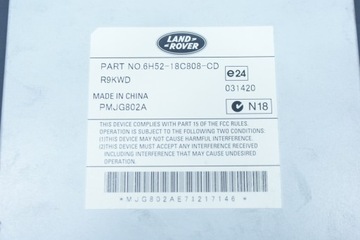 LAND
ROVER
PART NO.6H52-18C808-CD
R9KWD
e24
031420
MADE IN CHINA
PMJG802A
N18
THIS DEVICE COMPLIES WITH PART 15 OF THE FCC RULES.
OPERATION IS SUBJECT TO THE FOLLOWING TWO CONDITION:
(1)THIS DEVICE MAY NOT CAUSE HARMFUL INTERFERENCE.
(2)THIS DEVICE MUST ACCEPT ANY INTERFERENCE
RECEIVED,INCLUDING INTERFERENCE THAT
MAY CAUSE UNDESIRED OPERATION.
*MJG802AE71217146*